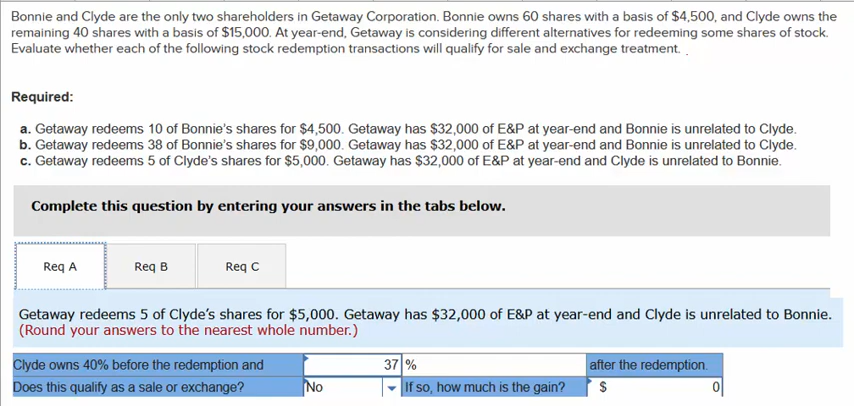 Bonnie and Clyde are the only two shareholders in Getaway Corporation. Bonnie owns 60 shares with a basis of $4,500, and Clyde owns the
remaining 40 shares with a basis of $15,000. At year-end, Getaway is considering different alternatives for redeeming some shares of stock.
Evaluate whether each of the following stock redemption transactions will qualify for sale and exchange treatment. .
Required:
a. Getaway redeems 10 of Bonnie's shares for $4,500. Getaway has $32,000 of E&P at year-end and Bonnie is unrelated to Clyde.
b. Getaway redeems 38 of Bonnie's shares for $9,000. Getaway has $32,000 of E&P at year-end and Bonnie is unrelated to Clyde.
c. Getaway redeems 5 of Clyde's shares for $5,000. Getaway has $32,000 of E&P at year-end and Clyde is unrelated to Bonnie.
Complete this question by entering your answers in the tabs below.
Req A Req B Req C
Getaway redeems 5 of Clyde's shares for $5,000. Getaway has $32,000 of E&P at year-end and Clyde is unrelated to Bonnie.
(Round your answers to the nearest whole number.)
Clyde owns 40% before the redemption and 37 % after the redemption.
Does this qualify as a sale or exchange? No If so, how much is the gain? $ 0